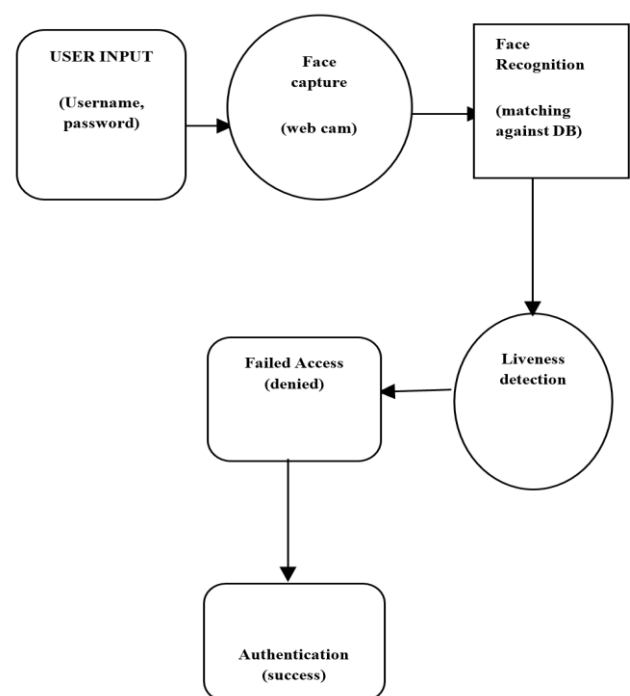 USER INPUT
(Username,
password)
Face
capture
(web cam)
Face
Recognition
(matching
against DB)
Liveness
detection
Failed Access
(denied)
Authentication
(success)